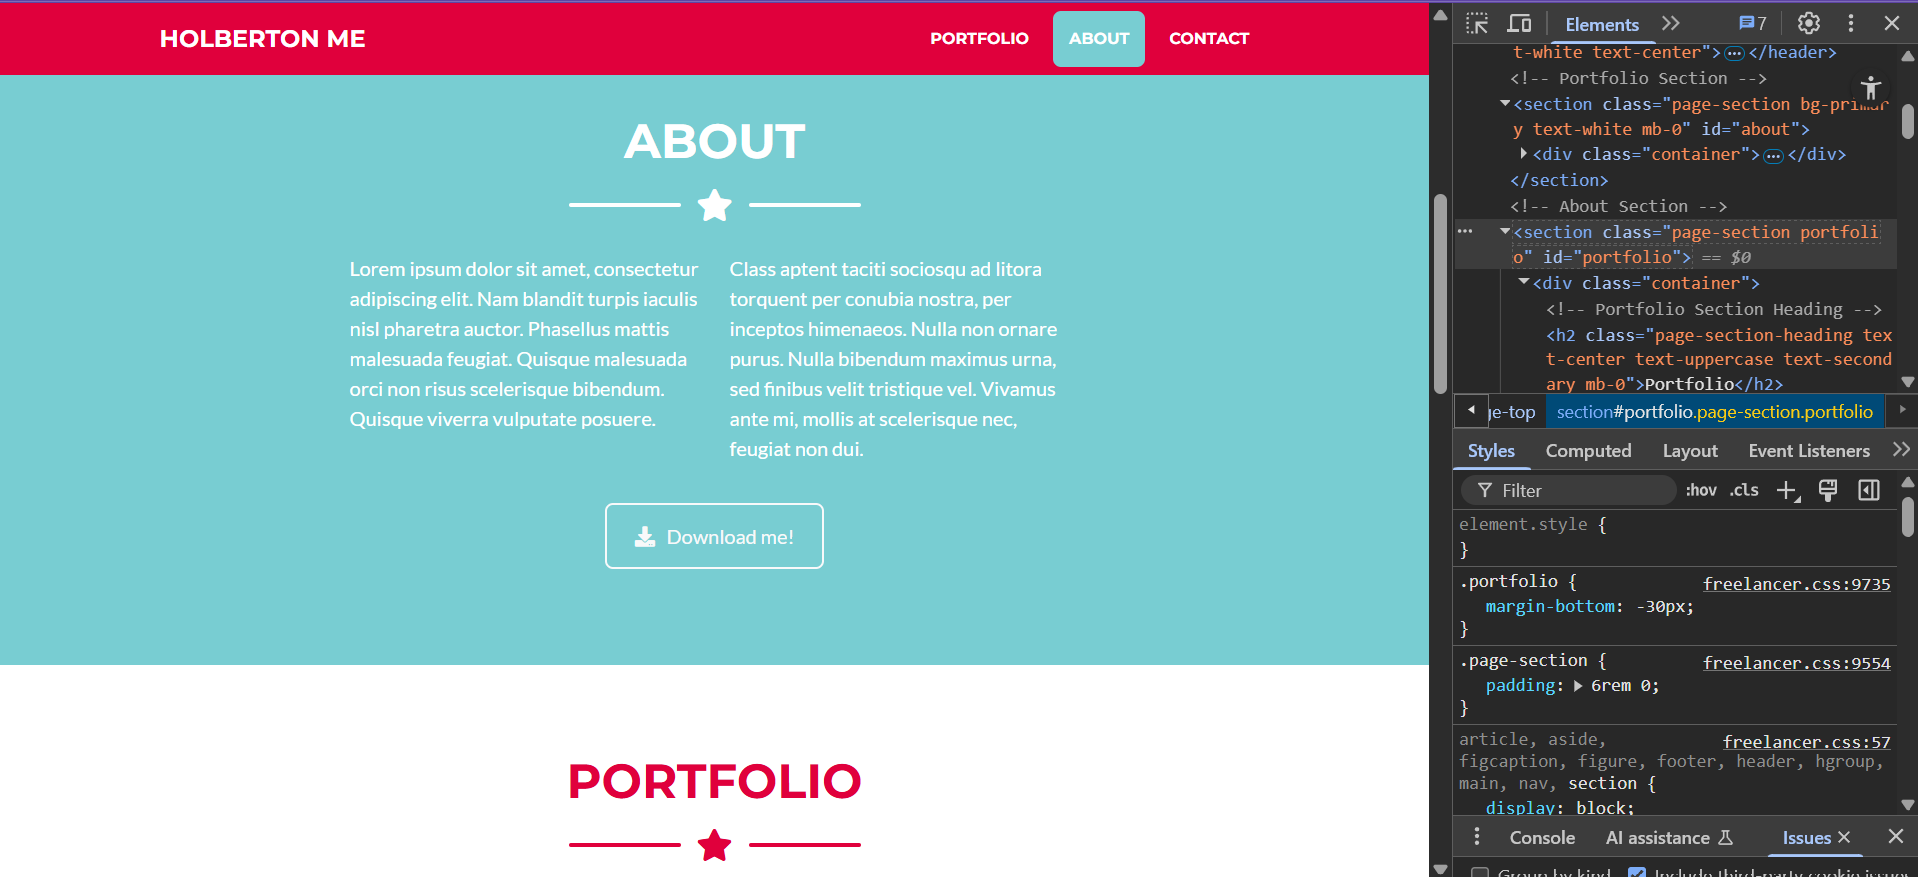 HOLBERTON ME
PORTFOLIO
ABOUT
CONTACT
ABOUT
Lorem ipsum dolor sit amet, consectetur
adipiscing elit. Nam blandit turpis iaculis
nisl pharetra auctor. Phasellus mattis
malesuada feugiat. Quisque malesuada
orci non risus scelerisque bibendum.
Quisque viverra vulputate posuere.
Class aptent taciti sociosqu ad litora
torquent per conubia nostra, per
inceptos himenaeos. Nulla non ornare
purus. Nulla bibendum maximus urna,
sed finibus velit tristique vel. Vivamus
ante mi, mollis at scelerisque nec,
feugiat non dui.
Download me!
PORTFOLIO
Elements
7
t-white text-center">…</header>
<!-- Portfolio Section -->
<section class="page-section bg-primar
y text-white mb-0" id="about">
<div class="container">…</div>
</section>
<!-- About Section -->
<section class="page-section portfoli
o" id="portfolio"> == $0
<div class="container">
<!-- Portfolio Section Heading -->
<h2 class="page-section-heading tex
t-center text-uppercase text-second
ary mb-0">Portfolio</h2>
ge-top
section#portfolio.page-section.portfolio
Styles
Computed
Layout
Event Listeners
Filter
:hov
.cls
element.style {
}
.portfolio {
freelancer.css:9735
margin-bottom: -30px;
}
.page-section {
freelancer.css:9554
padding: 6rem 0;
}
article, aside,
freelancer.css:57
figcaption, figure, footer, header, hgroup,
main, nav, section {
display: block;
Console
AI assistance
Issues
Group by kind
Include third-party cookie issues